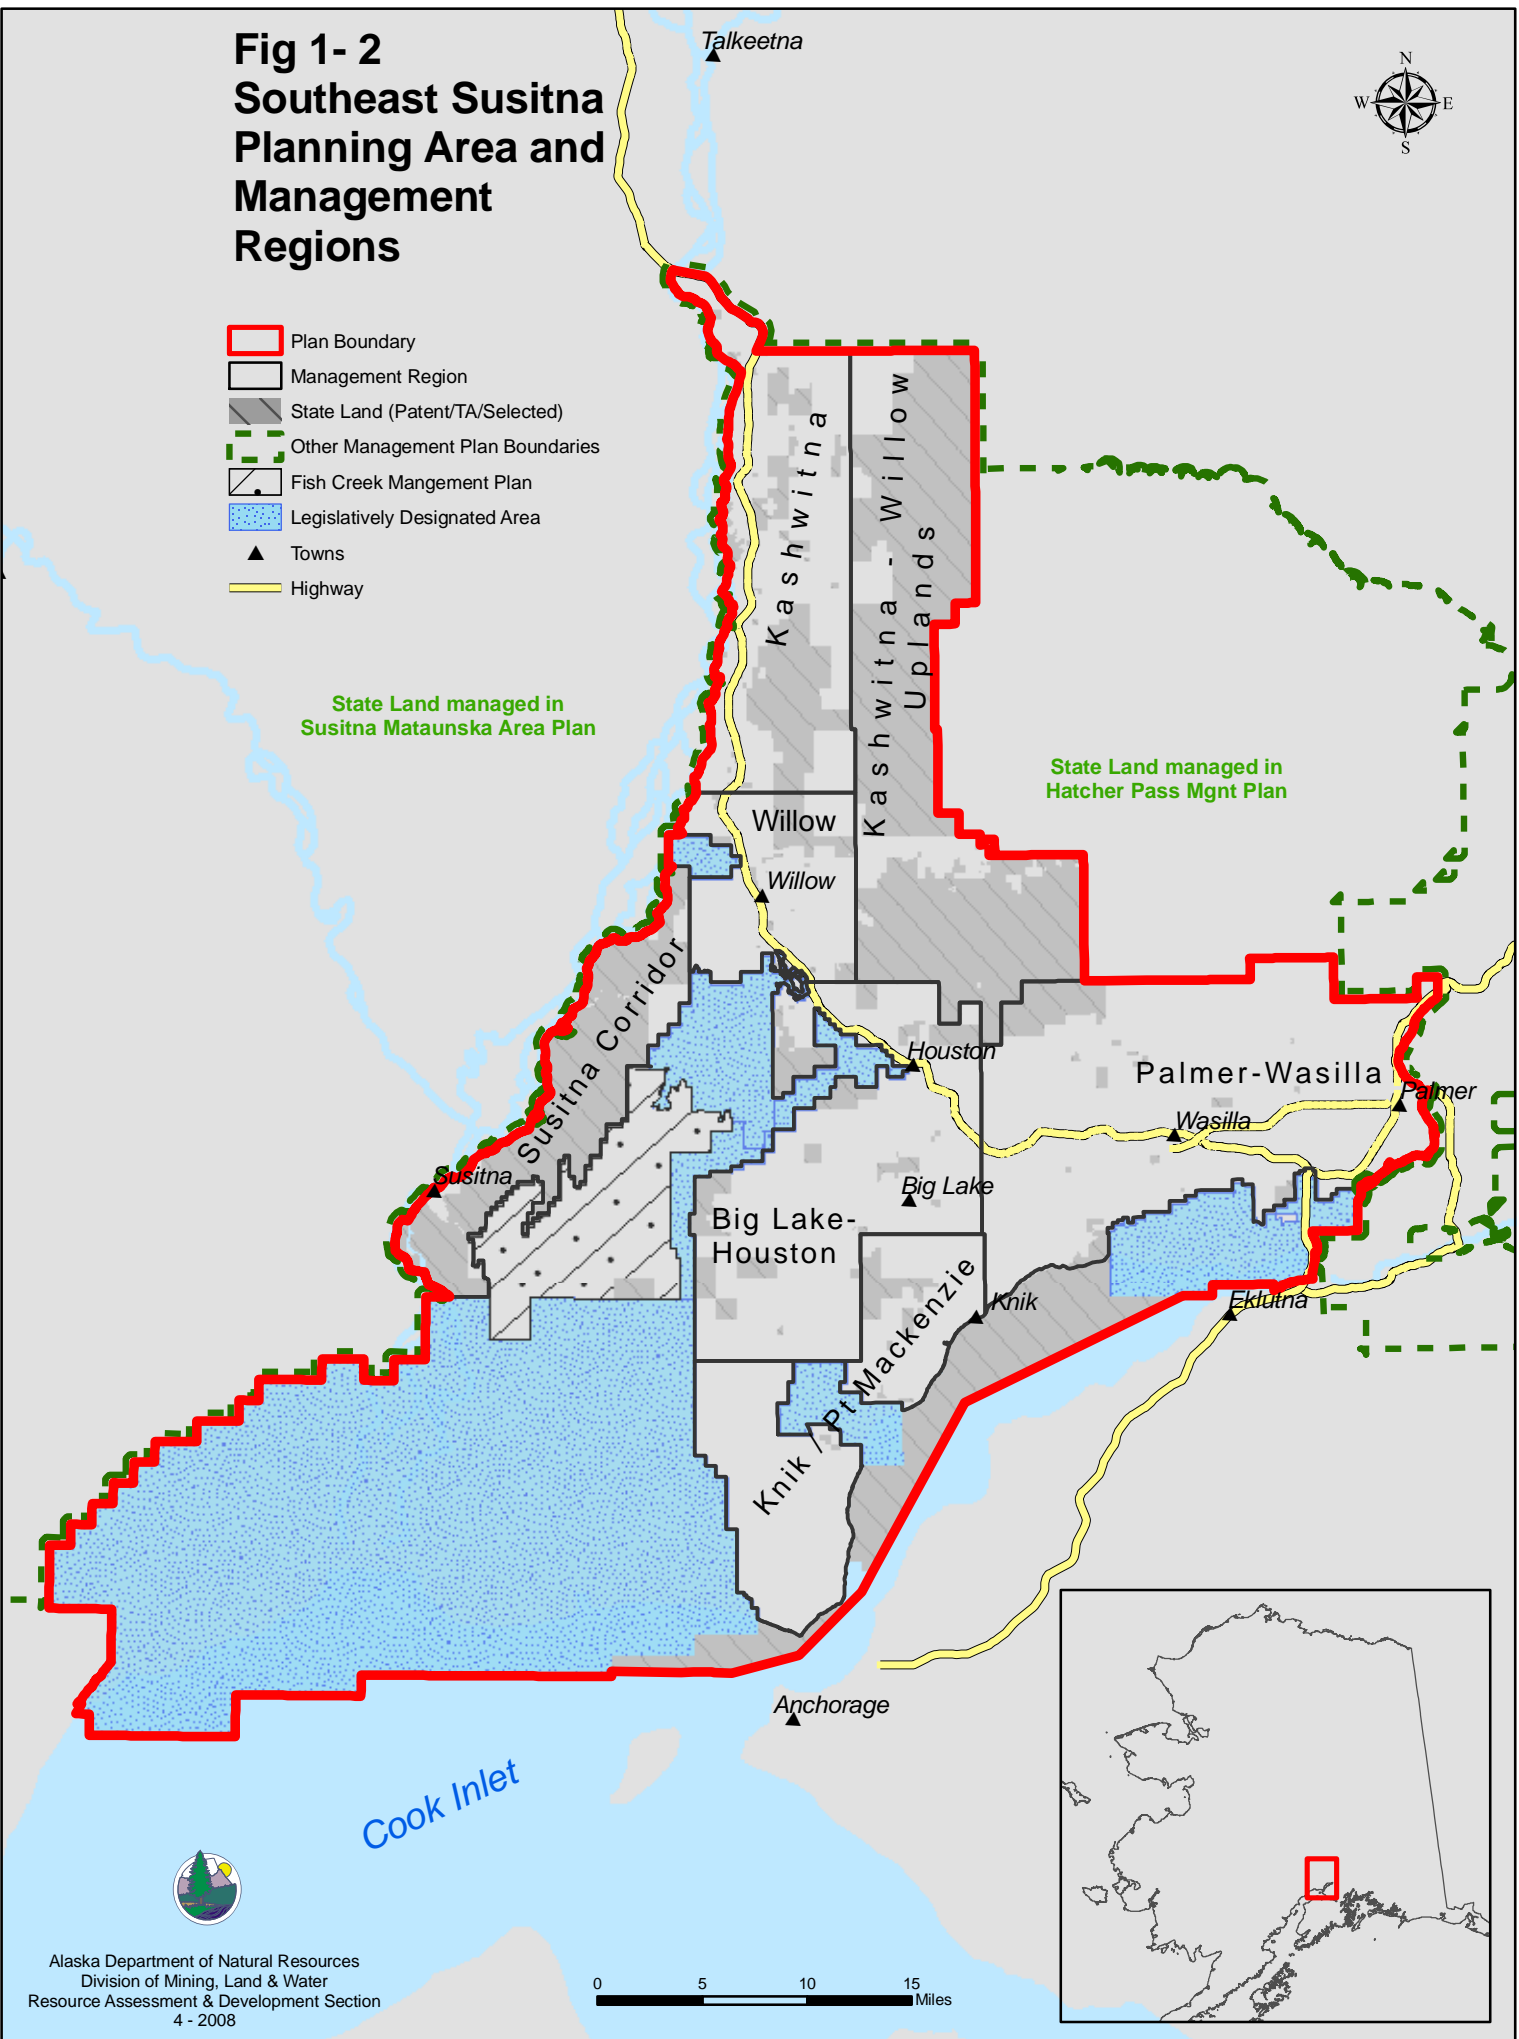 Fig 1- 2
Southeast Susitna
Planning Area and
Management
Regions
Talkeetna
N
W
E
S
Plan Boundary
Management Region
State Land (Patent/TA/Selected)
Other Management Plan Boundaries
Fish Creek Mangement Plan
Legislatively Designated Area
Towns
Highway
Kashwitna
Kashwitna - Willow
Uplands
State Land managed in
Susitna Mataunska Area Plan
State Land managed in
Hatcher Pass Mgnt Plan
Willow
Willow
Susitna Corridor
Houston
Palmer-Wasilla
Palmer
Wasilla
Susitna
Big Lake
Big Lake-
Houston
Knik / Pt Mackenzie
Knik
Eklutna
Anchorage
Cook Inlet
Alaska Department of Natural Resources
Division of Mining, Land & Water
Resource Assessment & Development Section
4 - 2008
0 5 10 15
Miles